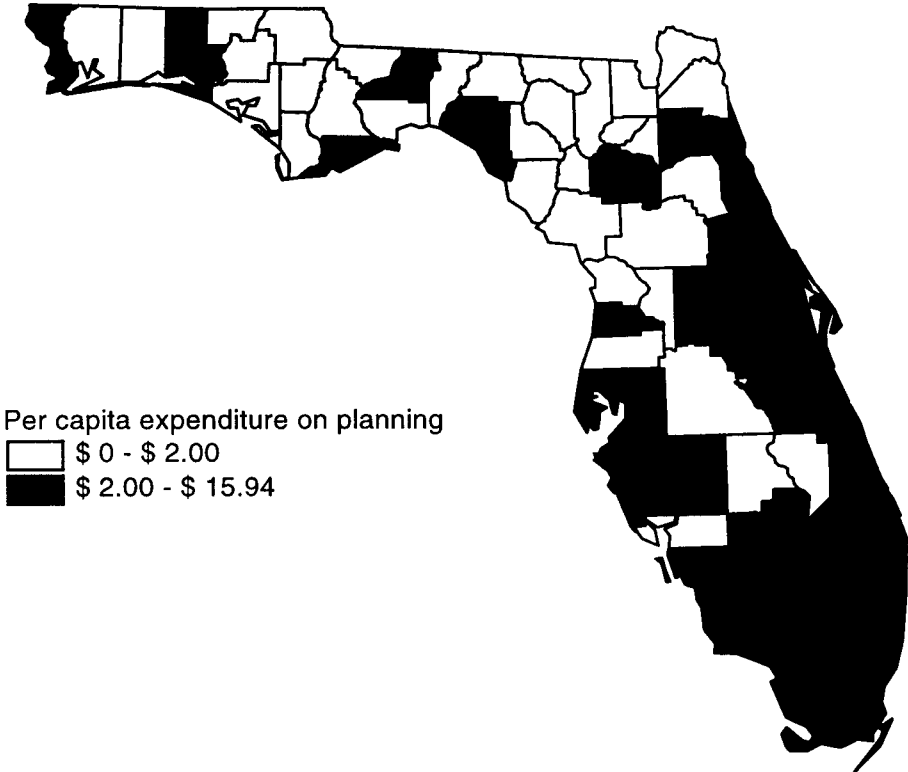 Per capita expenditure on planning
$ 0 - $ 2.00
$ 2.00 - $ 15.94